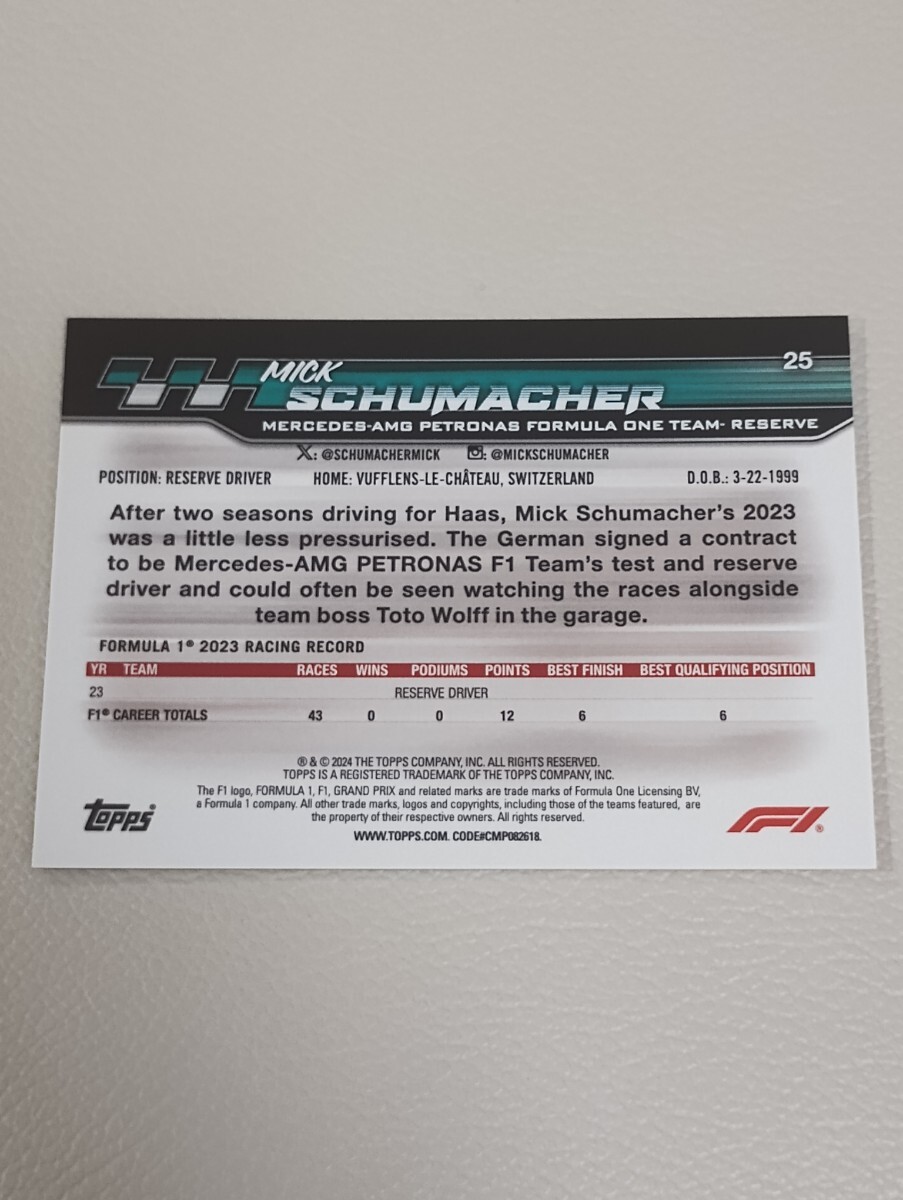 25
MICK
SCHUMACHER
MERCEDES-AMG PETRONAS FORMULA ONE TEAM- RESERVE
X: @SCHUMACHERMICK : @MICKSCHUMACHER
POSITION: RESERVE DRIVER HOME: VUFFLENS-LE-CHÂTEAU, SWITZERLAND D.O.B.: 3-22-1999
After two seasons driving for Haas, Mick Schumacher's 2023
was a little less pressurised. The German signed a contract
to be Mercedes-AMG PETRONAS F1 Team's test and reserve
driver and could often be seen watching the races alongside
team boss Toto Wolff in the garage.
FORMULA 1® 2023 RACING RECORD
YR TEAM RACES WINS PODIUMS POINTS BEST FINISH BEST QUALIFYING POSITION
23 RESERVE DRIVER
F1® CAREER TOTALS 43 0 0 12 6 6
® & © 2024 THE TOPPS COMPANY, INC. ALL RIGHTS RESERVED.
TOPPS IS A REGISTERED TRADEMARK OF THE TOPPS COMPANY, INC.
The F1 logo, FORMULA 1, F1, GRAND PRIX and related marks are trade marks of Formula One Licensing BV,
a Formula 1 company. All other trade marks, logos and copyrights, including those of the teams featured, are
the property of their respective owners. All rights reserved.
WWW.TOPPS.COM. CODE#CMP082618.
topps®
F1®